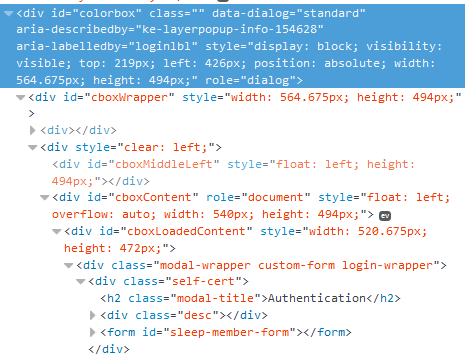 <div id="colorbox" class="" data-dialog="standard"
aria-describedby="ke-layerpopup-info-154628"
aria-labelledby="loginlbl" style="display: block; visibility:
visible; top: 219px; left: 426px; position: absolute; width:
564.675px; height: 494px;" role="dialog">
<div id="cboxWrapper" style="width: 564.675px; height: 494px;"
>
<div></div>
<div style="clear: left;">
<div id="cboxMiddleLeft" style="float: left; height:
494px;"></div>
<div id="cboxContent" role="document" style="float: left;
overflow: auto; width: 540px; height: 494px;"> ev
<div id="cboxLoadedContent" style="width: 520.675px;
height: 472px;">
<div class="modal-wrapper custom-form login-wrapper">
<div class="self-cert">
<h2 class="modal-title">Authentication</h2>
<div class="desc"></div>
<form id="sleep-member-form"></form>
</div>